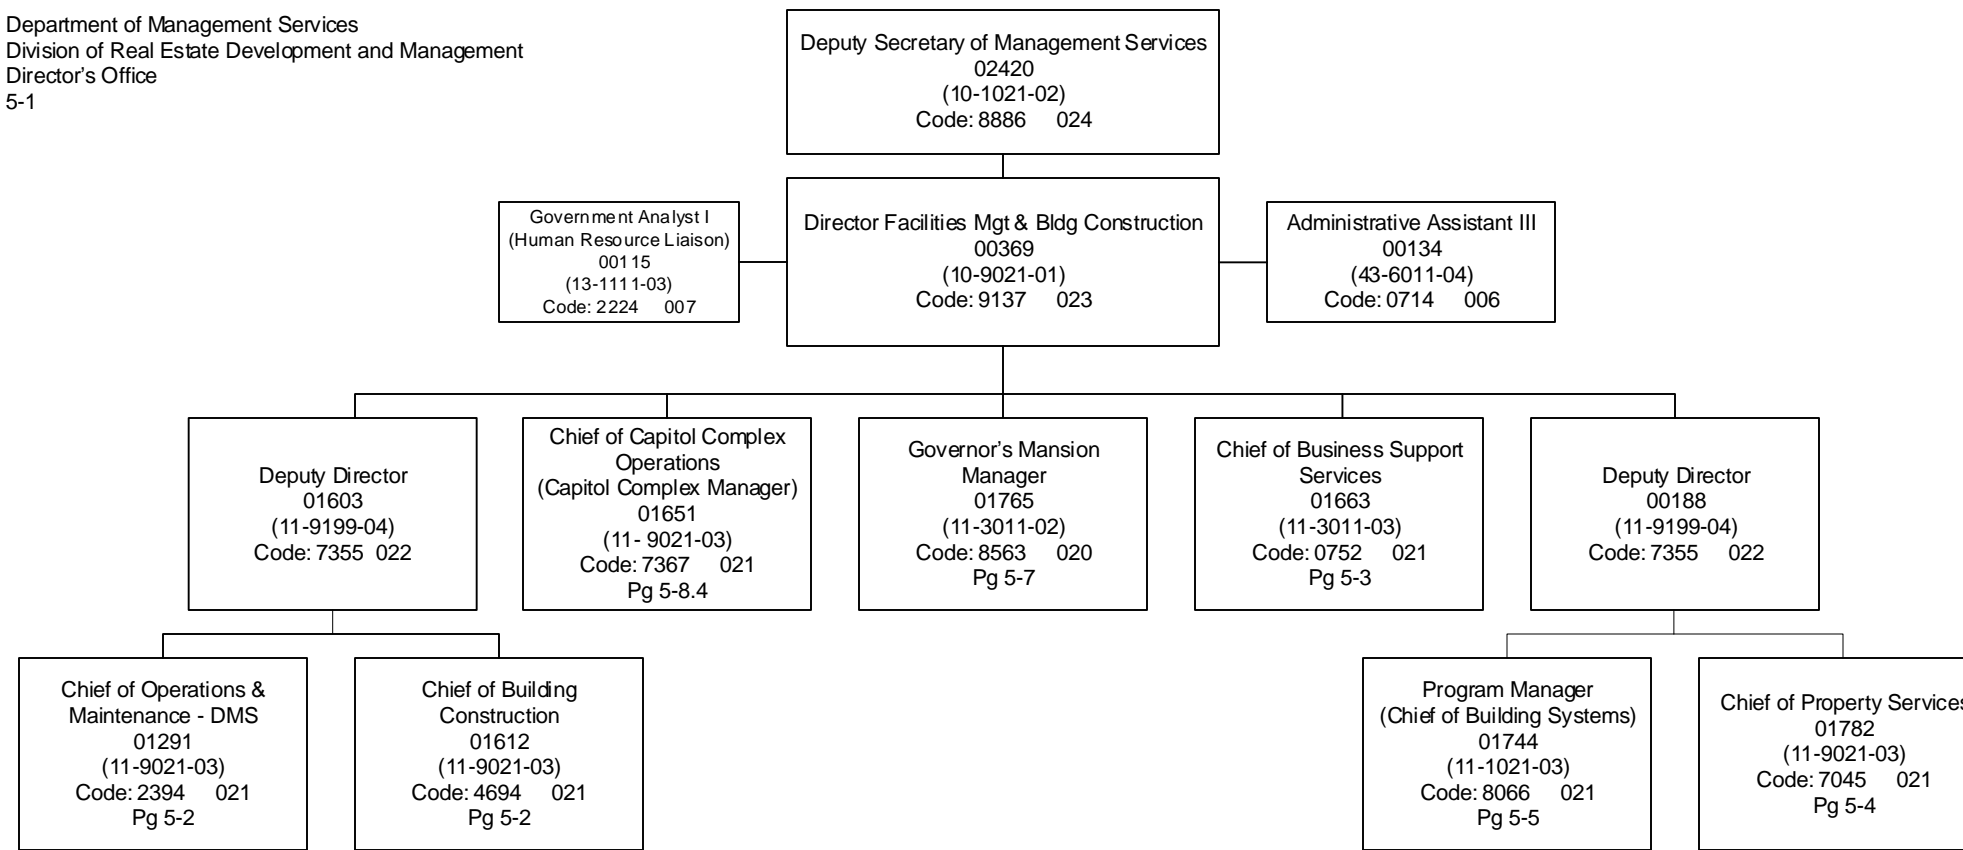 Department of Management Services
Division of Real Estate Development and Management
Director's Office
5-1
Deputy Secretary of Management Services
02420
(10-1021-02)
Code: 8886 024
Government Analyst I
(Human Resource Liaison)
00115
(13-1111-03)
Code: 2224 007
Director Facilities Mgt & Bldg Construction
00369
(10-9021-01)
Code: 9137 023
Administrative Assistant III
00134
(43-6011-04)
Code: 0714 006
Deputy Director
01603
(11-9199-04)
Code: 7355 022
Chief of Capitol Complex
Operations
(Capitol Complex Manager)
01651
(11- 9021-03)
Code: 7367 021
Pg 5-8.4
Governor's Mansion
Manager
01765
(11-3011-02)
Code: 8563 020
Pg 5-7
Chief of Business Support
Services
01663
(11-3011-03)
Code: 0752 021
Pg 5-3
Deputy Director
00188
(11-9199-04)
Code: 7355 022
Chief of Operations &
Maintenance - DMS
01291
(11-9021-03)
Code: 2394 021
Pg 5-2
Chief of Building
Construction
01612
(11-9021-03)
Code: 4694 021
Pg 5-2
Program Manager
(Chief of Building Systems)
01744
(11-1021-03)
Code: 8066 021
Pg 5-5
Chief of Property Services
01782
(11-9021-03)
Code: 7045 021
Pg 5-4